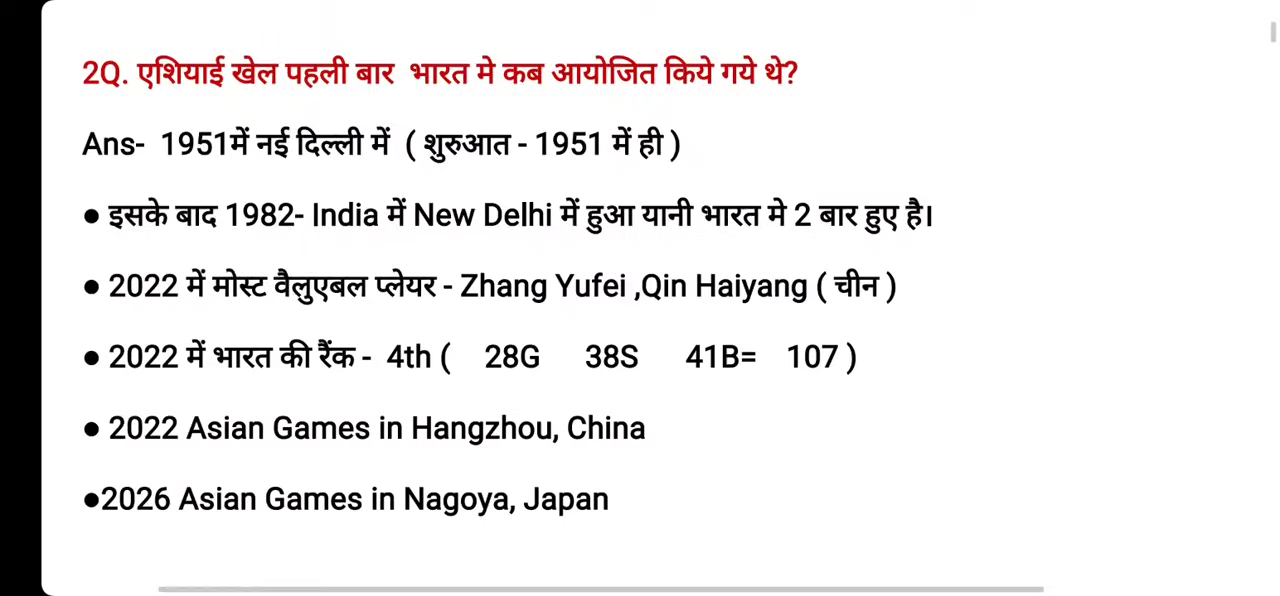 2Q. एशियाई खेल पहली बार भारत मे कब आयोजित किये गये थे?
Ans- 1951में नई दिल्ली में ( शुरुआत - 1951 में ही )
● इसके बाद 1982- India में New Delhi में हुआ यानी भारत मे 2 बार हुए है।
● 2022 में मोस्ट वैलुएबल प्लेयर - Zhang Yufei ,Qin Haiyang ( चीन )
● 2022 में भारत की रैंक - 4th ( 28G 38S 41B= 107 )
● 2022 Asian Games in Hangzhou, China
●2026 Asian Games in Nagoya, Japan